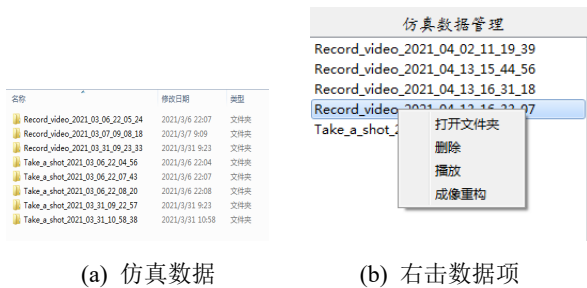 名称 修改日期 类型
Record_video_2021_03_06_22_05_24 2021/3/6 22:07 文件夹
Record_video_2021_03_07_09_08_18 2021/3/7 9:09 文件夹
Record_video_2021_03_31_09_23_33 2021/3/31 9:23 文件夹
Take_a_shot_2021_03_06_22_04_56 2021/3/6 22:04 文件夹
Take_a_shot_2021_03_06_22_07_43 2021/3/6 22:07 文件夹
Take_a_shot_2021_03_06_22_08_20 2021/3/6 22:08 文件夹
Take_a_shot_2021_03_31_09_22_57 2021/3/31 9:23 文件夹
Take_a_shot_2021_03_31_10_58_38 2021/3/31 10:58 文件夹
(a) 仿真数据
仿真数据管理
Record_video_2021_04_02_11_19_39
Record_video_2021_04_13_15_44_56
Record_video_2021_04_13_16_31_18
Record_video_2021_04_13_16_33_07
Take_a_shot_2
打开文件夹
删除
播放
成像重构
(b) 右击数据项